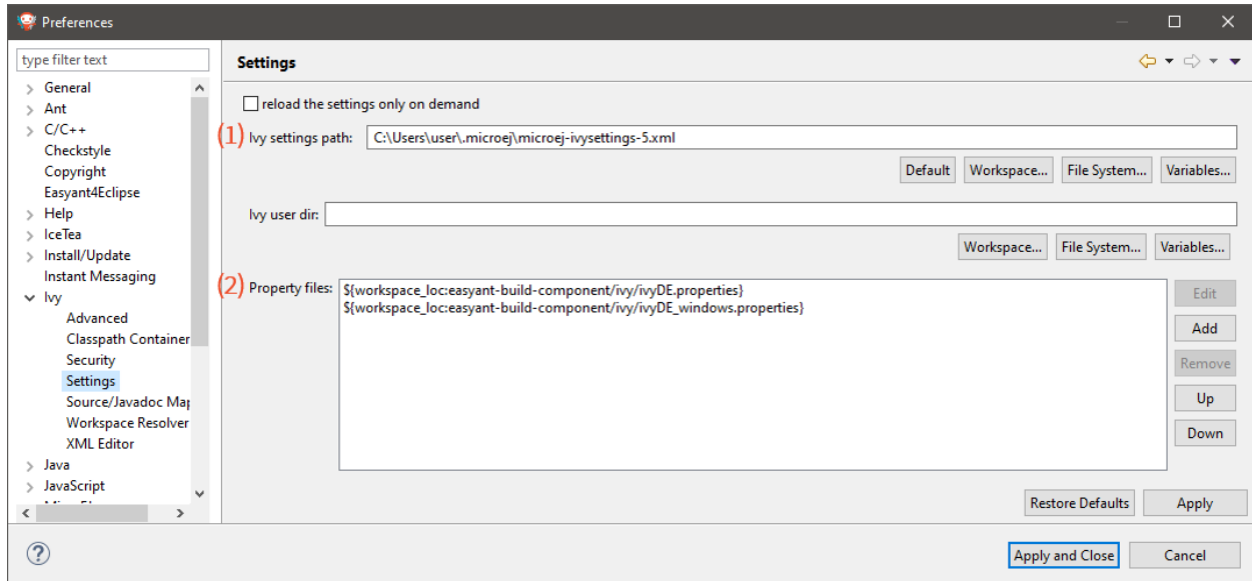 Preferences
type filter text
Settings
General
Ant
C/C++
Checkstyle
Copyright
Easyant4Eclipse
Help
IceTea
Install/Update
Instant Messaging
Ivy
Advanced
Classpath Container
Security
Settings
Source/Javadoc Map
Workspace Resolver
XML Editor
Java
JavaScript
reload the settings only on demand
(1) Ivy settings path: C:\Users\user\.microej\microej-ivysettings-5.xml
Default Workspace... File System... Variables...
Ivy user dir:
Workspace... File System... Variables...
(2) Property files: ${workspace_loc:easyant-build-component/ivy/ivyDE.properties}
${workspace_loc:easyant-build-component/ivy/ivyDE_windows.properties}
Edit
Add
Remove
Up
Down
Restore Defaults Apply
? Apply and Close Cancel